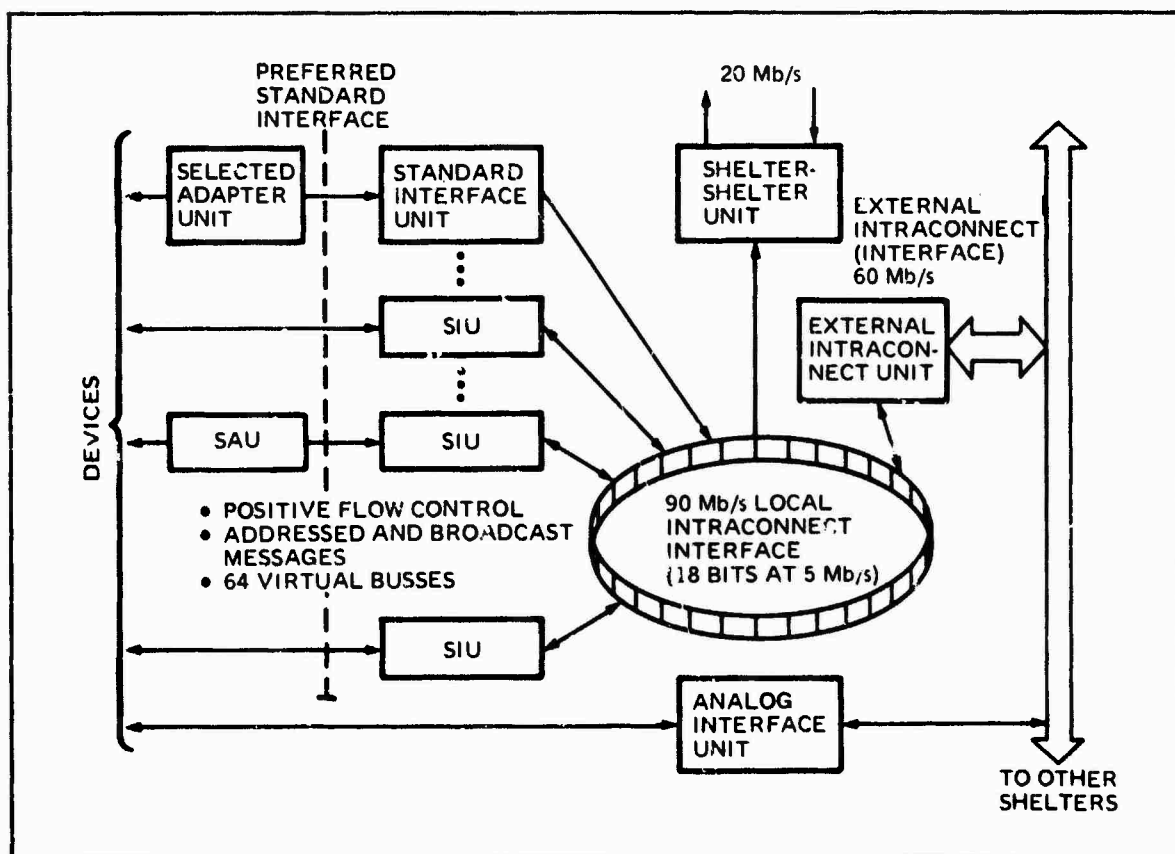 PREFERRED
STANDARD
INTERFACE
20 Mb/s
SELECTED
ADAPTER
UNIT
STANDARD
INTERFACE
UNIT
SHELTER-
SHELTER
UNIT
EXTERNAL
INTRACONNECT
(INTERFACE)
60 Mb/s
SIU
EXTERNAL
INTRACON-
NECT UNIT
DEVICES
SAU
SIU
• POSITIVE FLOW CONTROL
• ADDRESSED AND BROADCAST
MESSAGES
• 64 VIRTUAL BUSSES
90 Mb/s LOCAL
INTRACONNECT
INTERFACE
(18 BITS AT 5 Mb/s)
SIU
ANALOG
INTERFACE
UNIT
TO OTHER
SHELTERS